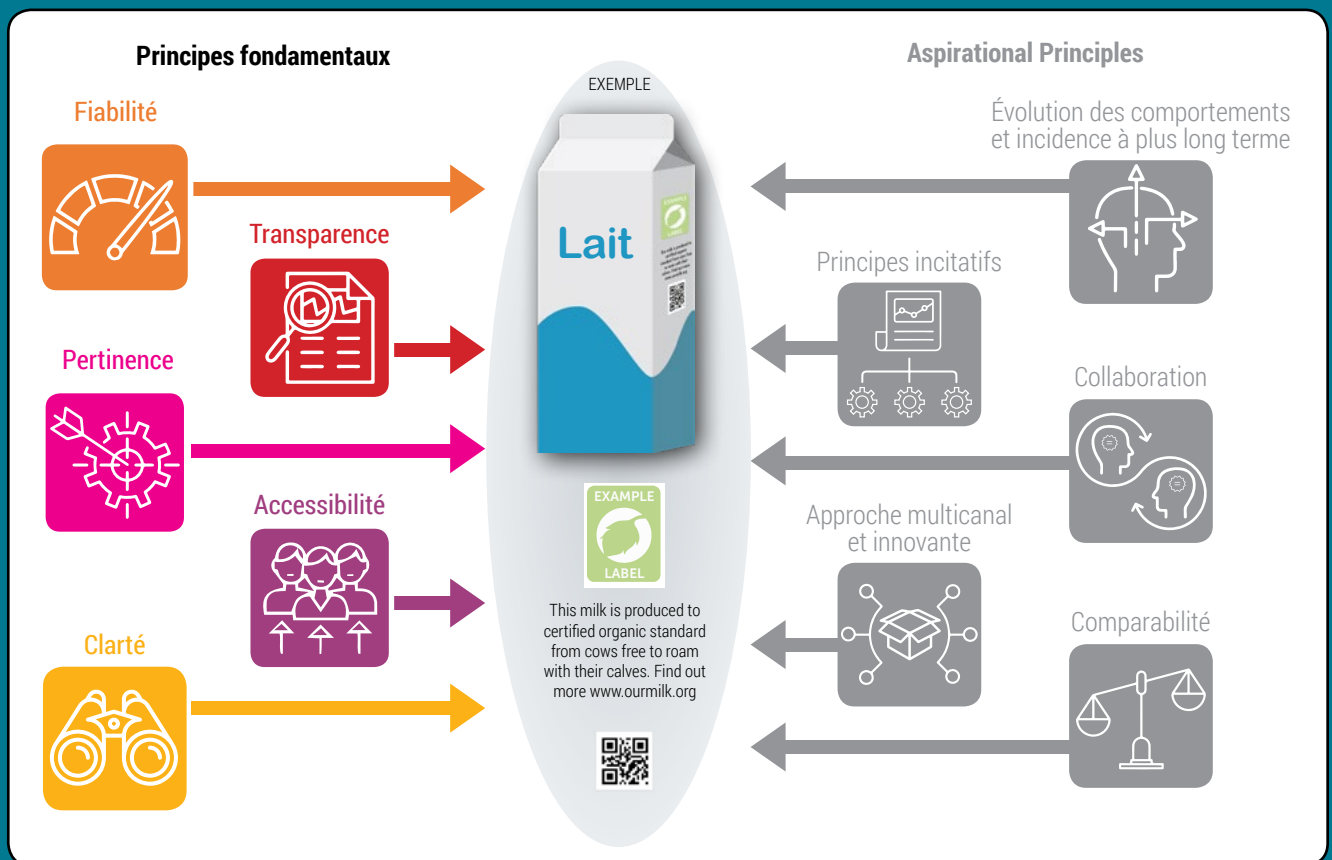 Principes fondamentaux
Fiabilité
Transparence
Pertinence
Accessibilité
Clarté
EXEMPLE
Lait
EXAMPLE
LABEL
EXAMPLE
LABEL
This milk is produced to
certified organic standard
from cows free to roam
with their calves. Find out
more www.ourmilk.org
Aspirational Principles
Évolution des comportements
et incidence à plus long terme
Principes incitatifs
Collaboration
Approche multicanal
et innovante
Comparabilité